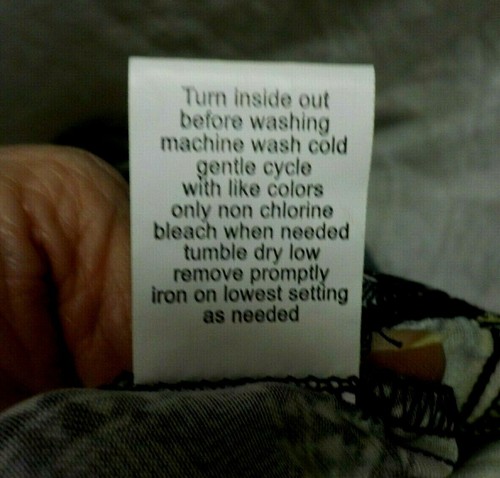 Turn inside out
before washing
machine wash cold
gentle cycle
with like colors
only non chlorine
bleach when needed
tumble dry low
remove promptly
iron on lowest setting
as needed